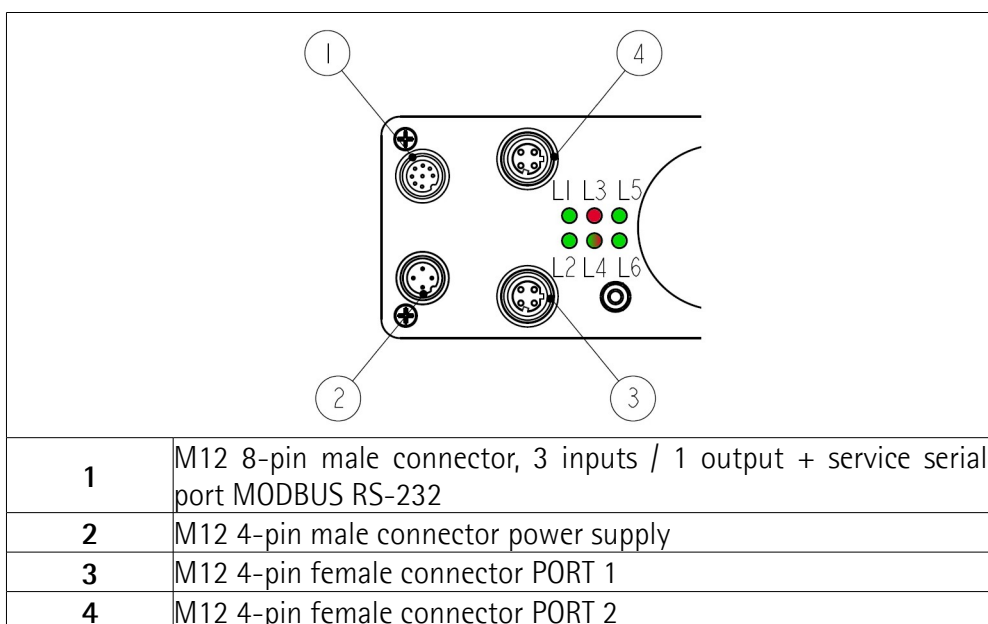 1 4
L1 L3 L5
L2 L4 L6
2 3
1 M12 8-pin male connector, 3 inputs / 1 output + service serial
port MODBUS RS-232
2 M12 4-pin male connector power supply
3 M12 4-pin female connector PORT 1
4 M12 4-pin female connector PORT 2